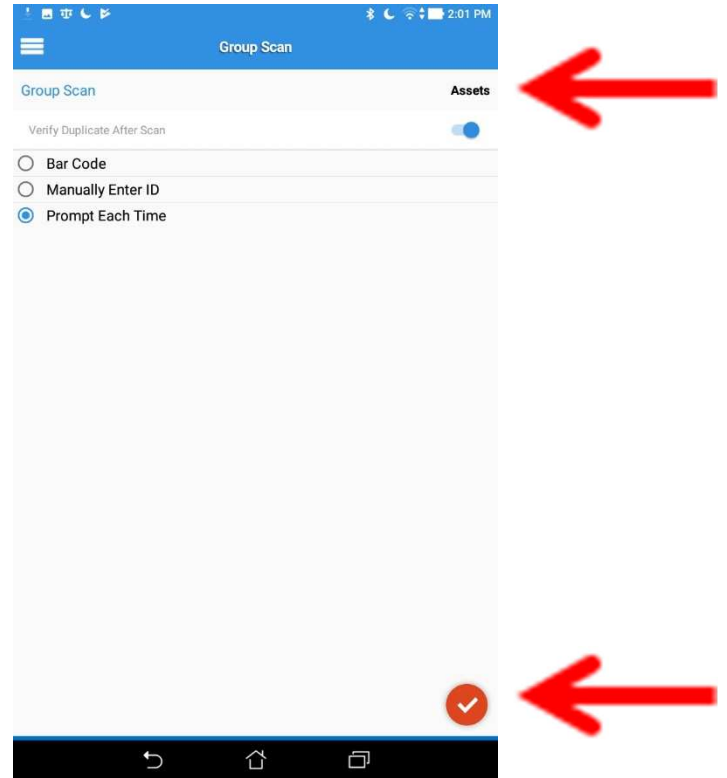 2:01 PM
Group Scan
Group Scan Assets
Verify Duplicate After Scan
Bar Code
Manually Enter ID
Prompt Each Time